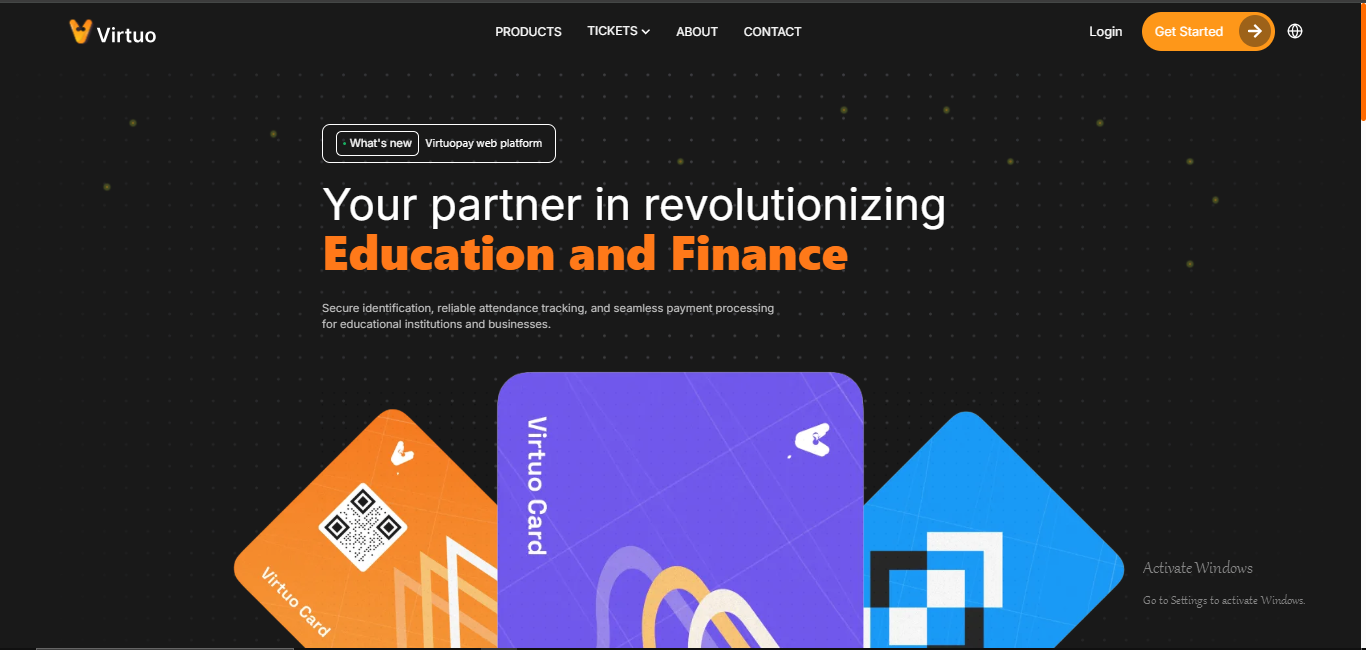 Virtuo
PRODUCTS
TICKETS
ABOUT
CONTACT
Login
Get Started
What's new
Virtuopay web platform
Your partner in revolutionizing
Education and Finance
Secure identification, reliable attendance tracking, and seamless payment processing
for educational institutions and businesses.
Virtuo Card
Virtuo Card
Activate Windows
Go to Settings to activate Windows.